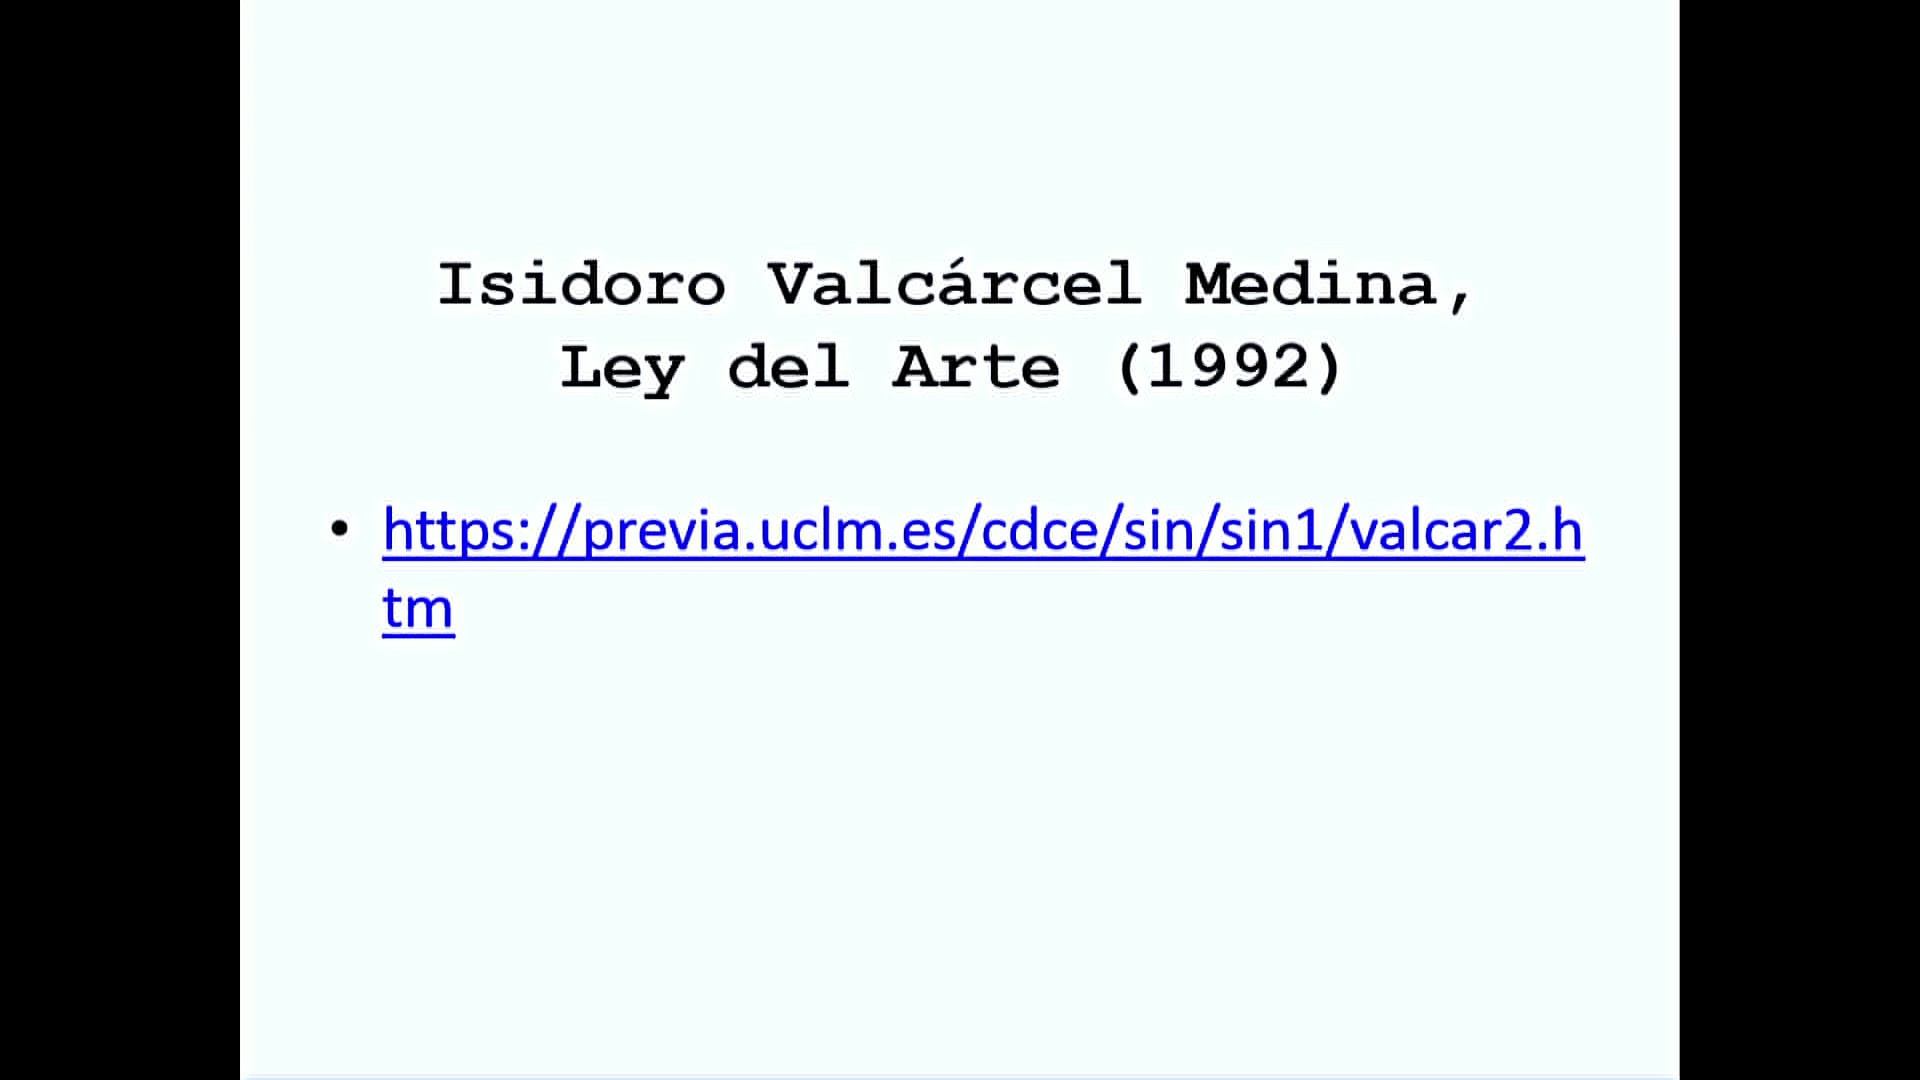 Isidoro Valcárcel Medina,
Ley del Arte (1992)
• https://previa.uclm.es/cdce/sin/sin1/valcar2.h
tm